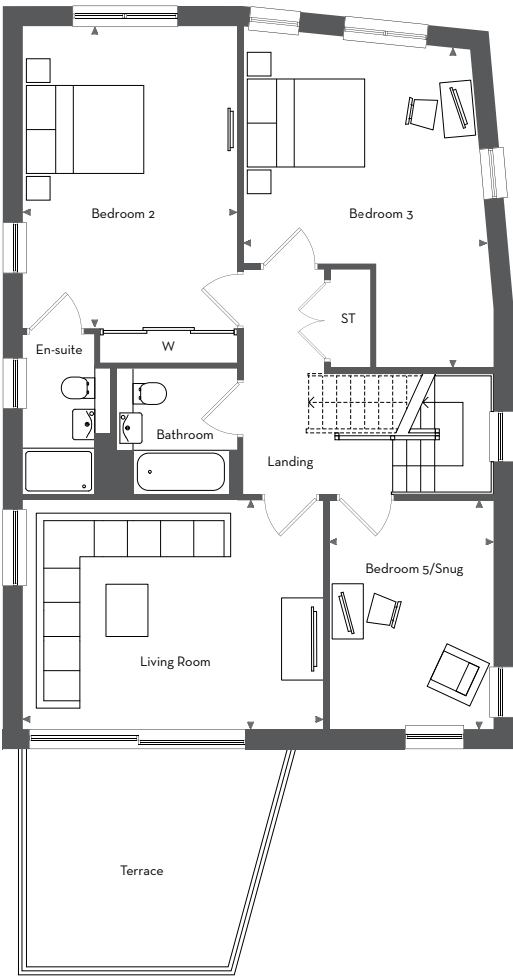 Bedroom 2
Bedroom 3
ST
W
En-suite
Bathroom
Landing
Bedroom 5/Snug
Living Room
Terrace